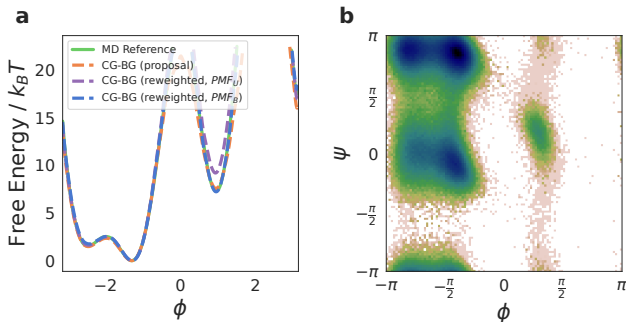 a
Free Energy / k_BT
20
15
10
5
0
MD Reference
CG-BG (proposal)
CG-BG (reweighted, PMF_U)
CG-BG (reweighted, PMF_B)
−2
0
2
ϕ
b
ψ
π
π/2
0
−π/2
−π
−π
−π/2
0
π/2
π
ϕ